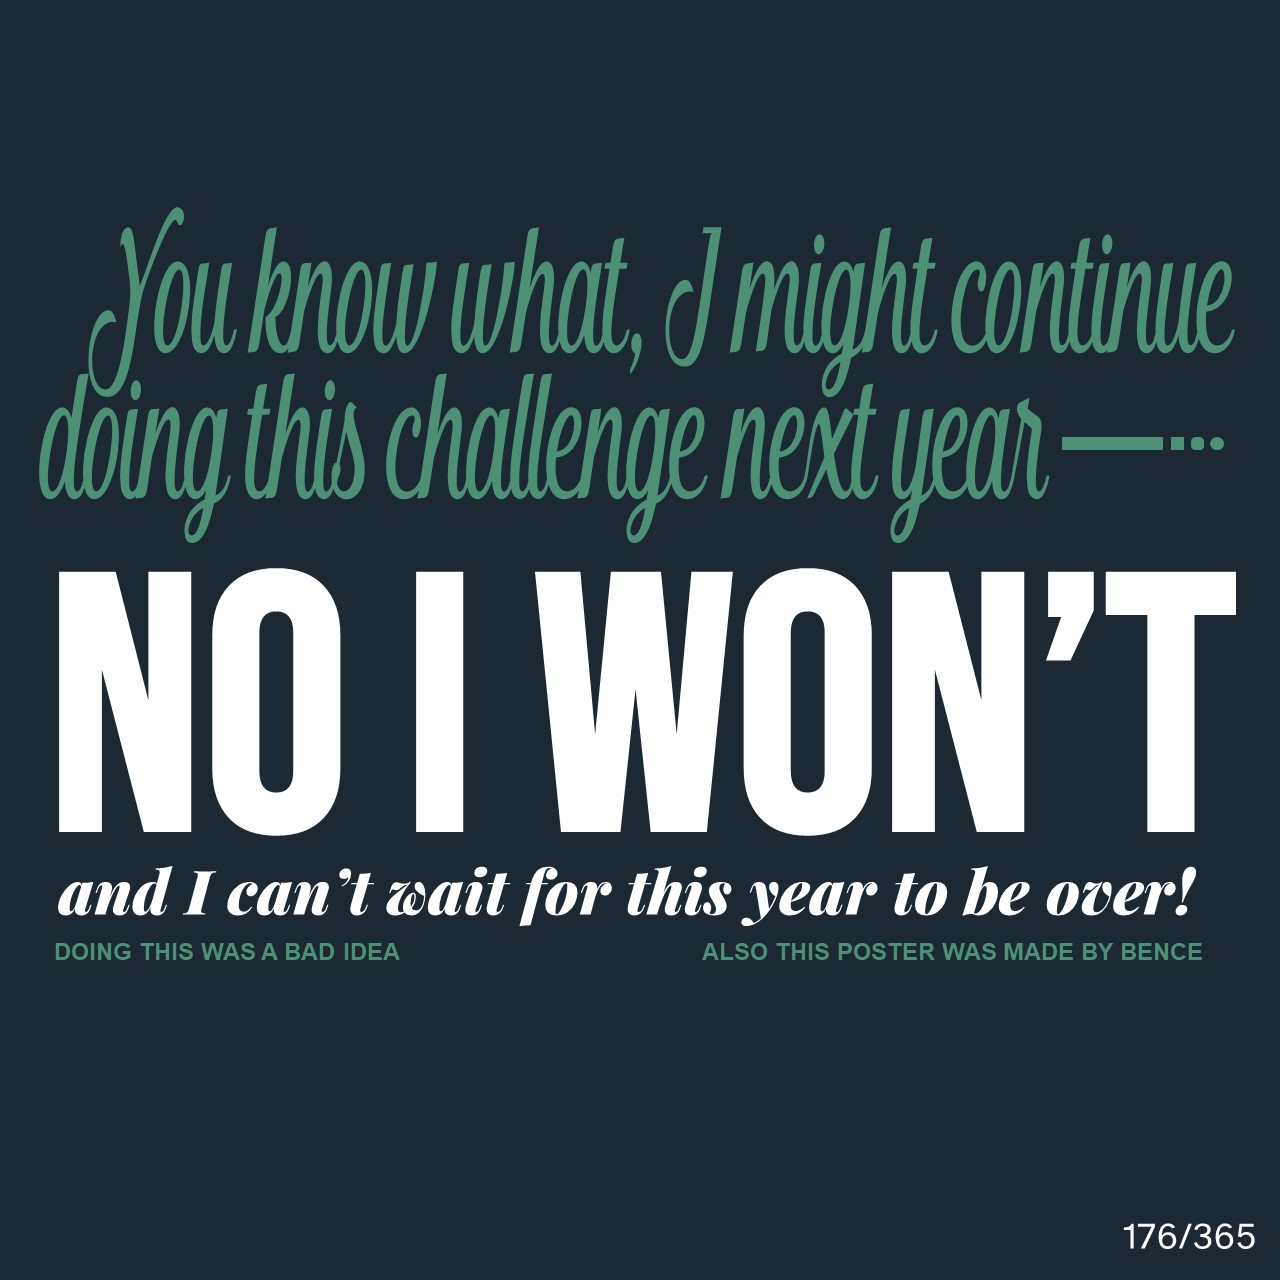 You know what, I might continue
doing this challenge next year —
NO I WON’T
and I can’t wait for this year to be over!
DOING THIS WAS A BAD IDEA
ALSO THIS POSTER WAS MADE BY BENCE
176/365